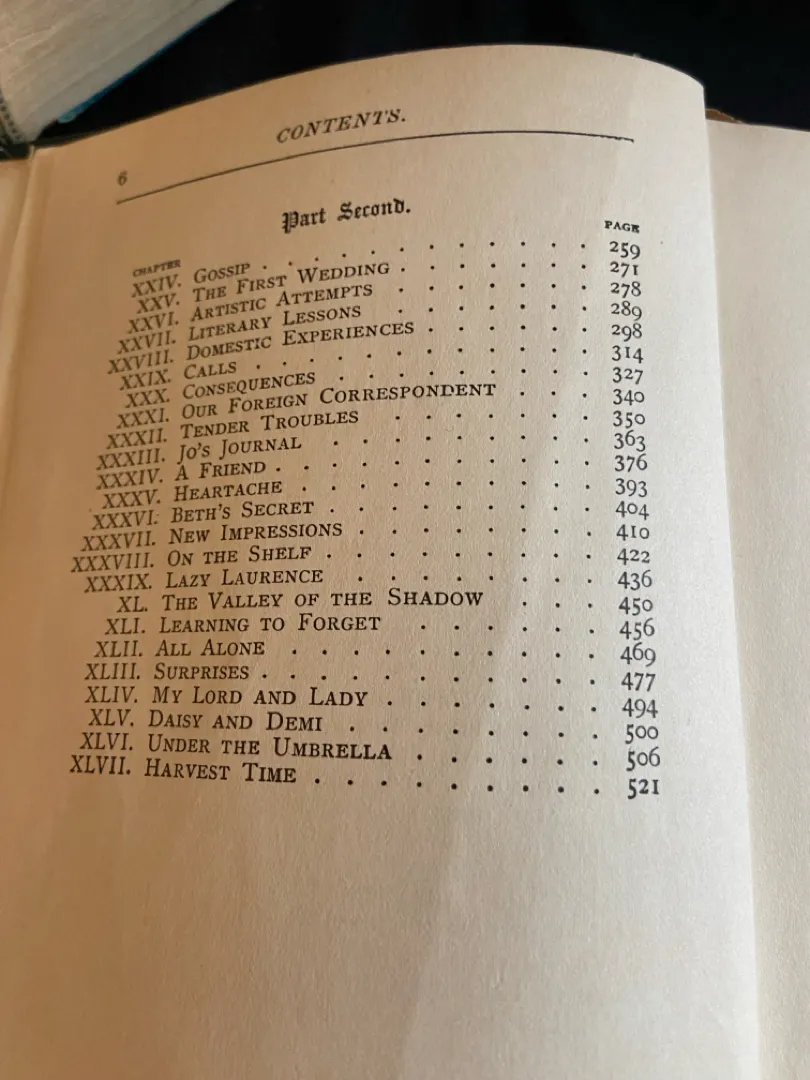 CONTENTS.
6
Part Second.
CHAPTER PAGE
XXIV. GOSSIP . . . . . . . . . . 259
XXV. THE FIRST WEDDING . . . . . . . 271
XXVI. ARTISTIC ATTEMPTS . . . . . . . 278
XXVII. LITERARY LESSONS . . . . . . . 289
XXVIII. DOMESTIC EXPERIENCES . . . . . . 298
XXIX. CALLS . . . . . . . . . . 314
XXX. CONSEQUENCES . . . . . . . . 327
XXXI. OUR FOREIGN CORRESPONDENT . . . 340
XXXII. TENDER TROUBLES . . . . . . . 350
XXXIII. JO'S JOURNAL . . . . . . . . 363
XXXIV. A FRIEND . . . . . . . . . . 376
XXXV. HEARTACHE . . . . . . . . . 393
XXXVI. BETH'S SECRET . . . . . . . . 404
XXXVII. NEW IMPRESSIONS . . . . . . . 410
XXXVIII. ON THE SHELF . . . . . . . . 422
XXXIX. LAZY LAURENCE . . . . . . . 436
XL. THE VALLEY OF THE SHADOW . . . 450
XLI. LEARNING TO FORGET . . . . . . 456
XLII. ALL ALONE . . . . . . . . 469
XLIII. SURPRISES . . . . . . . . . 477
XLIV. MY LORD AND LADY . . . . . . . 494
XLV. DAISY AND DEMI . . . . . . . 500
XLVI. UNDER THE UMBRELLA . . . . . . 506
XLVII. HARVEST TIME . . . . . . . . 521